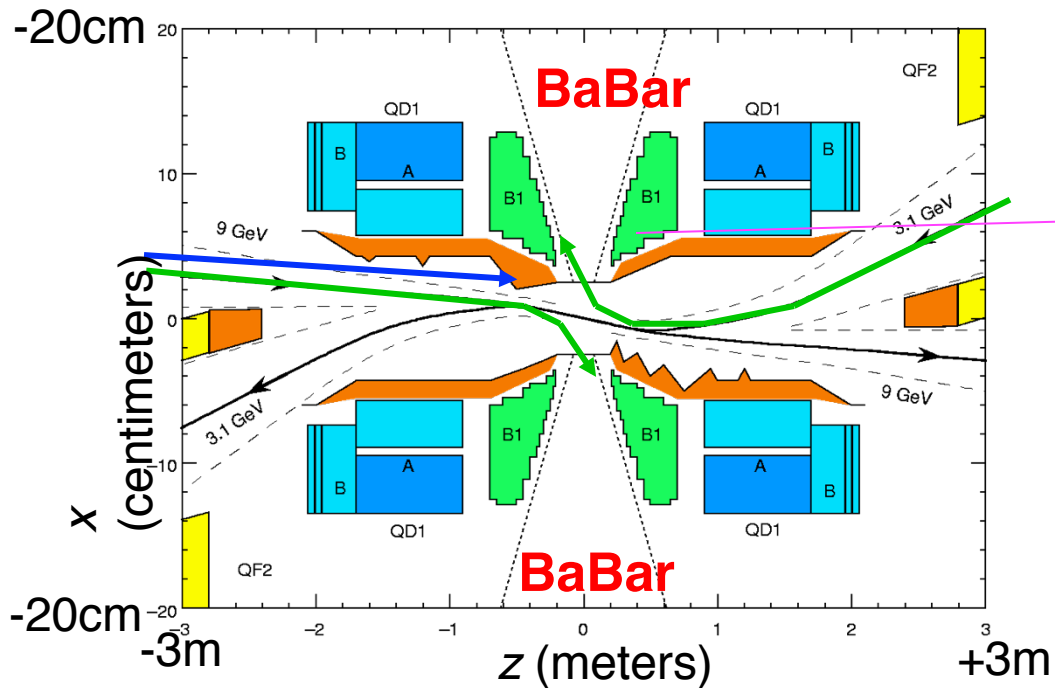 -20cm
20
QF2
BaBar
QD1
QD1
B
A
B1
B1
A
B
10
9 GeV
3.1 GeV
0
x
(centimeters)
3.1 GeV
9 GeV
B1
B1
-10
A
B
A
B
QD1
QD1
QF2
BaBar
-20cm
-20
-3
-2
-1
0
1
2
3
-3m
z (meters)
+3m